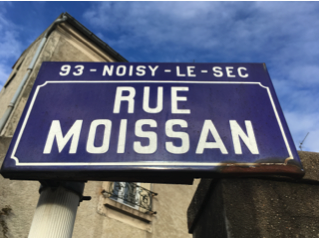 93 - NOISY - LE - SEC
RUE
MOISSAN